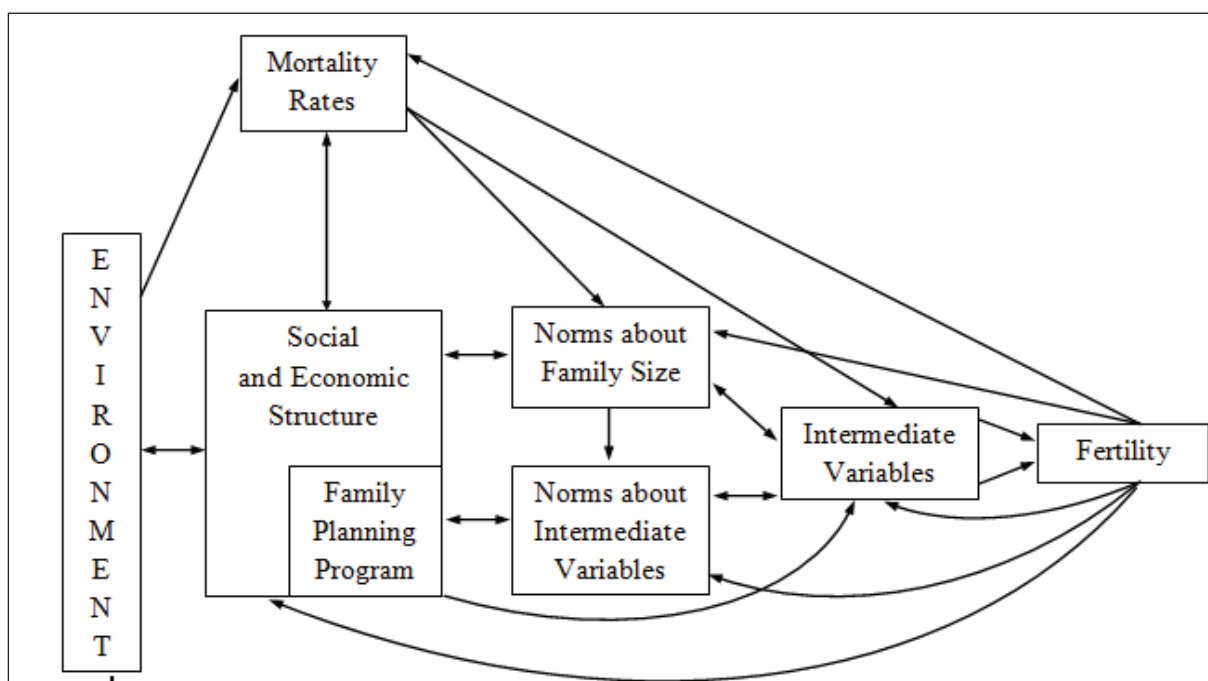 Mortality
Rates
E
N
V
I
R
O
N
M
E
N
T
Social
and Economic
Structure
Family
Planning
Program
Norms about
Family Size
Norms about
Intermediate
Variables
Intermediate
Variables
Fertility